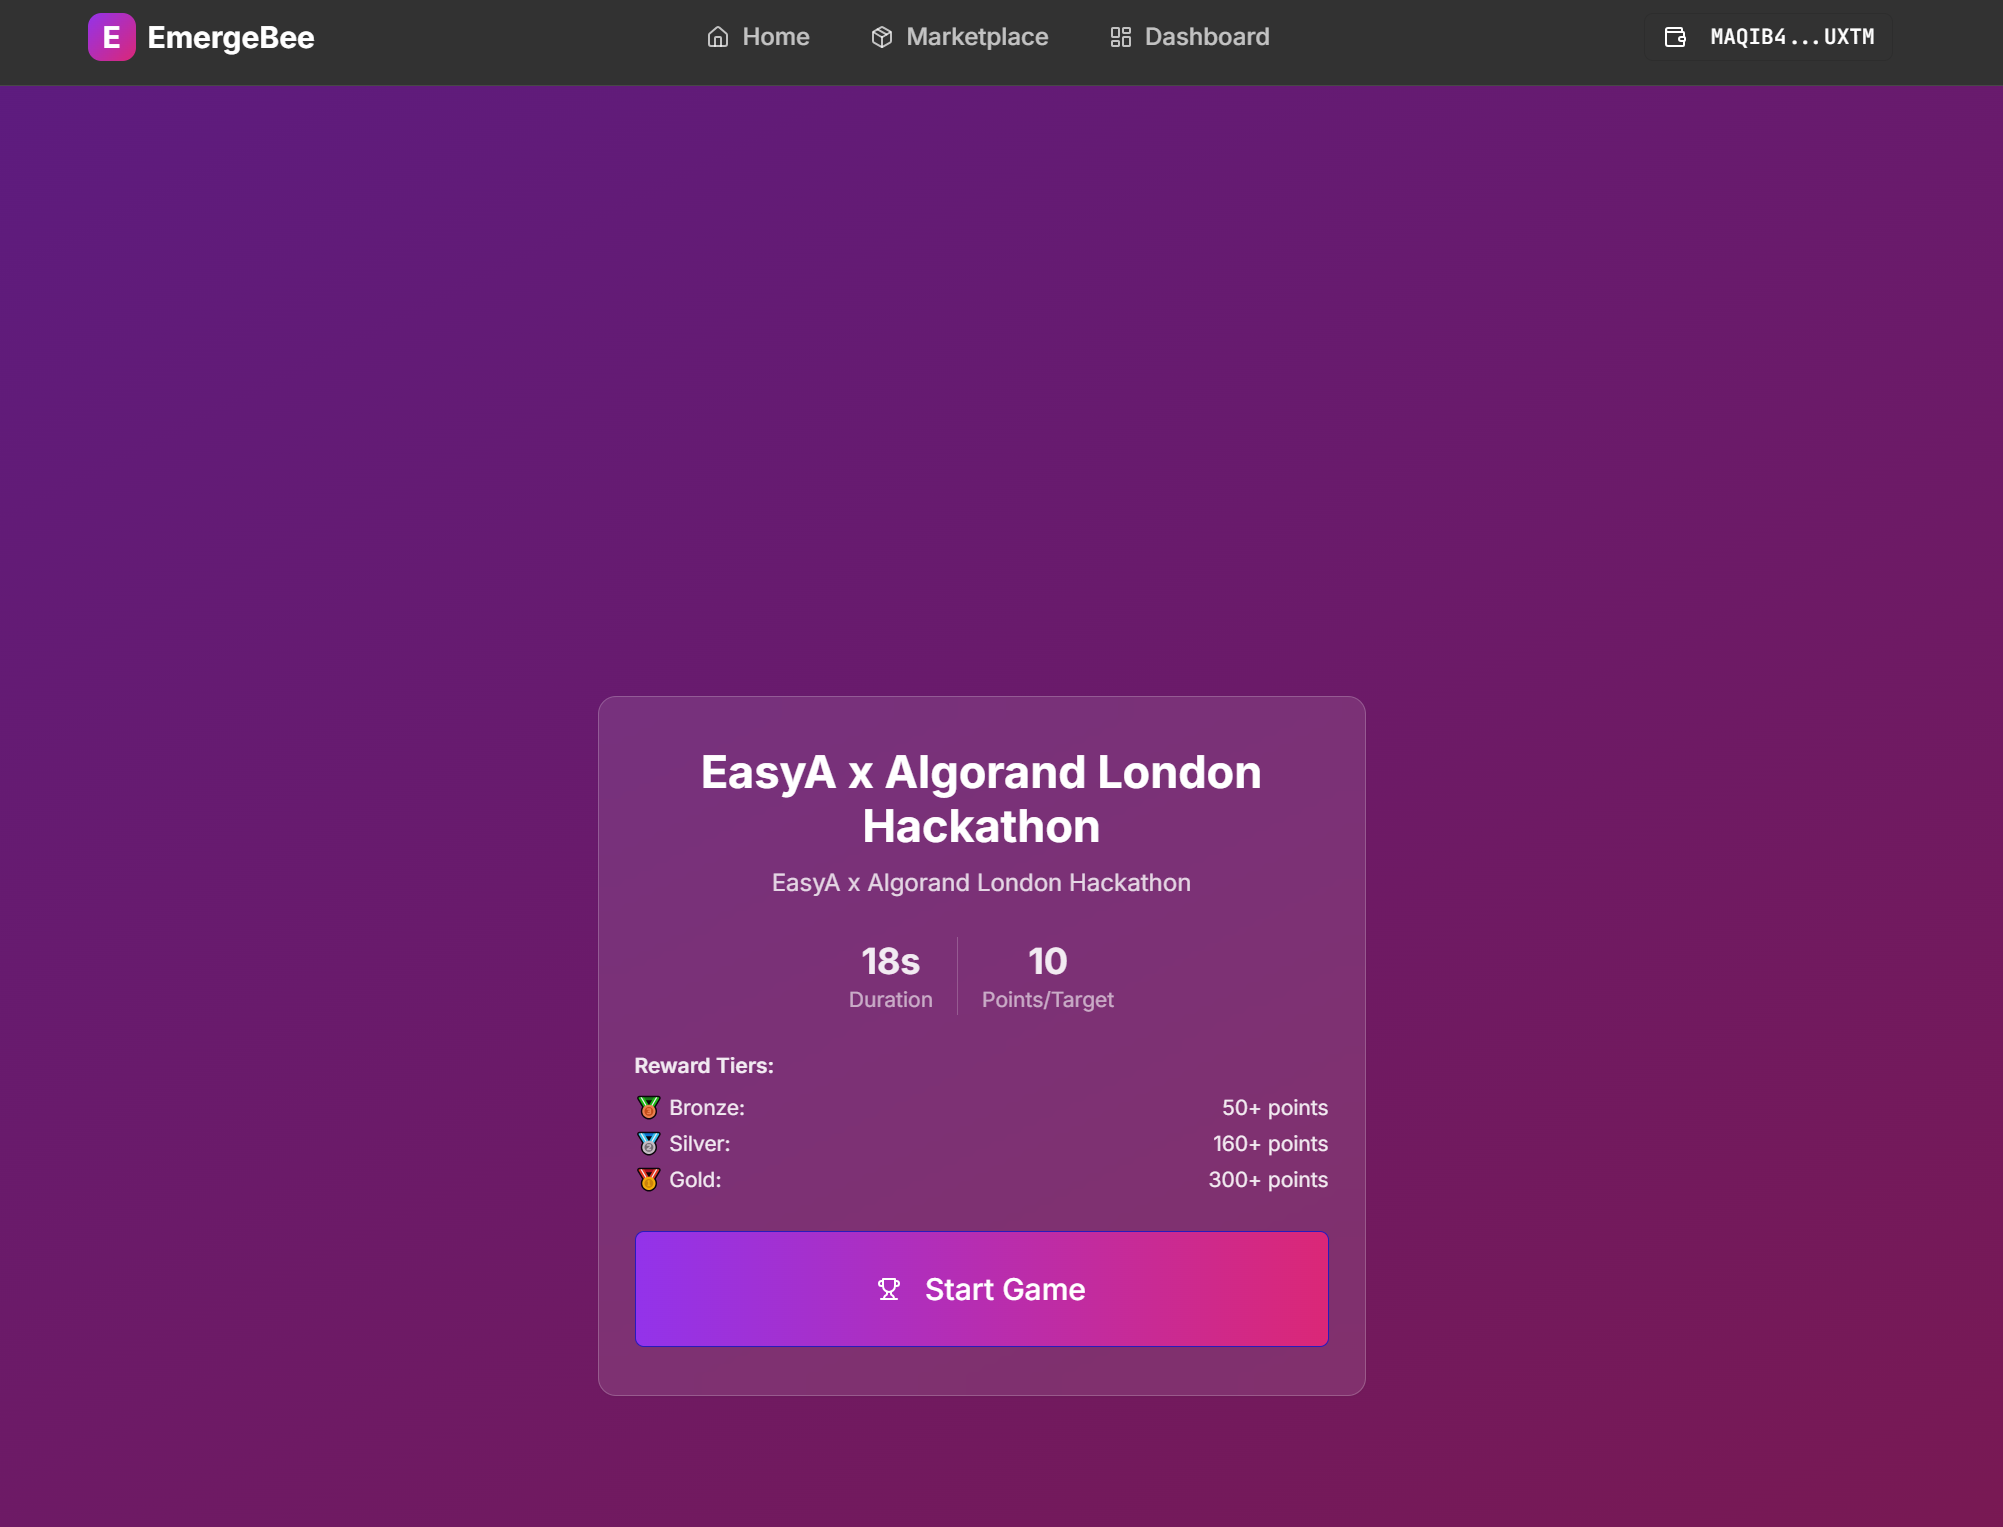 E EmergeBee
Home
Marketplace
Dashboard
MAQIB4...UXTM
EasyA x Algorand London
Hackathon
EasyA x Algorand London Hackathon
18s
Duration
10
Points/Target
Reward Tiers:
🥉 Bronze: 50+ points
🥈 Silver: 160+ points
🥇 Gold: 300+ points
Start Game